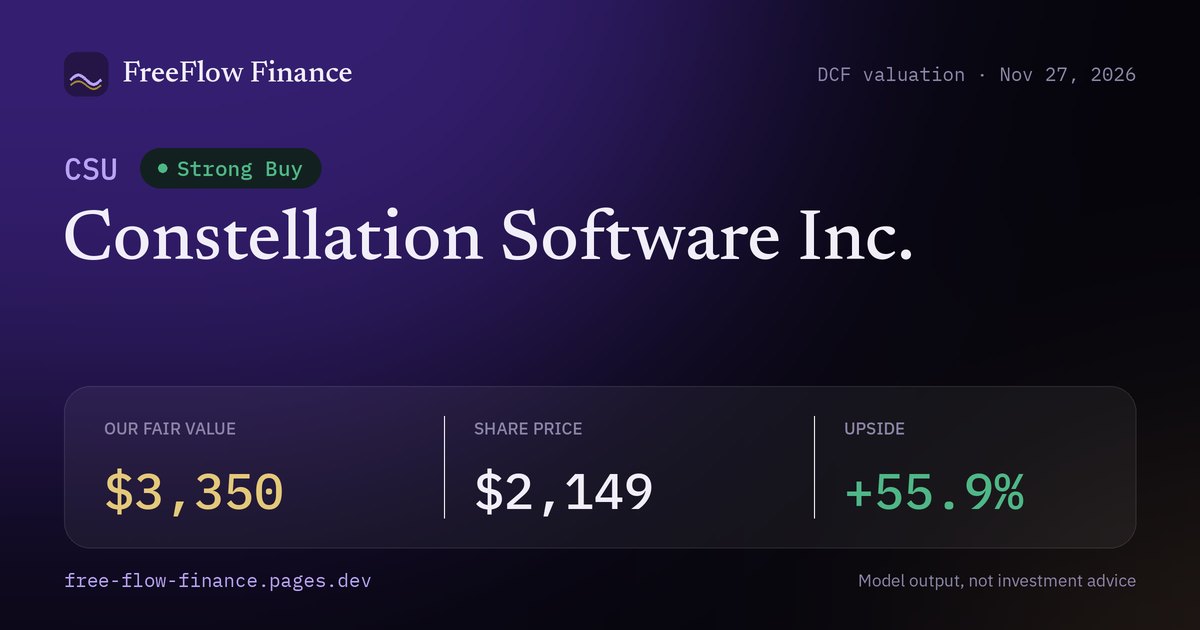 FreeFlow Finance
DCF valuation · Nov 27, 2026
CSU
Strong Buy
Constellation Software Inc.
OUR FAIR VALUE
$3,350
SHARE PRICE
$2,149
UPSIDE
+55.9%
free-flow-finance.pages.dev
Model output, not investment advice